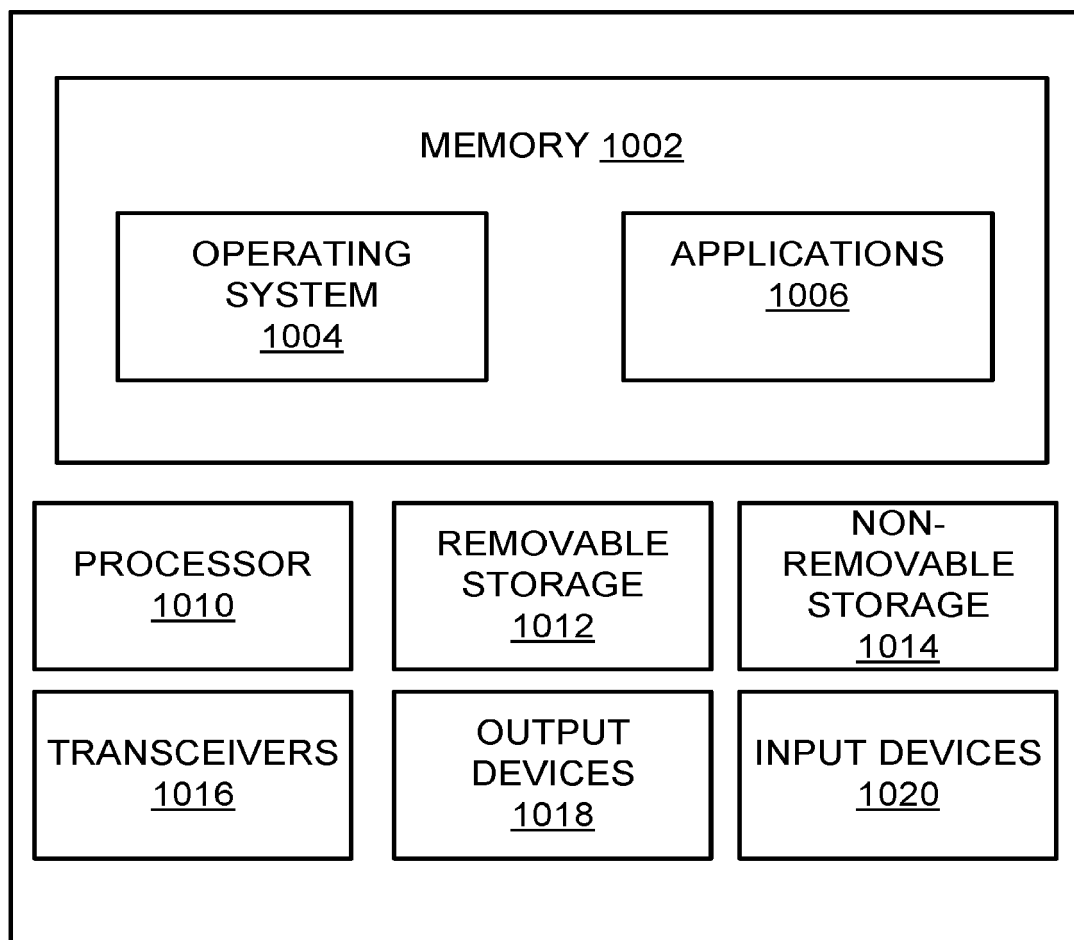 MEMORY 1002
OPERATING
SYSTEM
1004
APPLICATIONS
1006
PROCESSOR
1010
REMOVABLE
STORAGE
1012
NON-
REMOVABLE
STORAGE
1014
TRANSCEIVERS
1016
OUTPUT
DEVICES
1018
INPUT DEVICES
1020